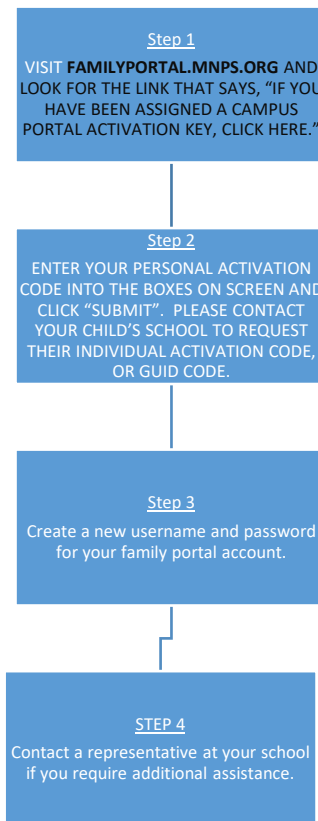 Step 1
VISIT FAMILYPORTAL.MNPS.ORG AND
LOOK FOR THE LINK THAT SAYS, “IF YOU
HAVE BEEN ASSIGNED A CAMPUS
PORTAL ACTIVATION KEY, CLICK HERE.”
Step 2
ENTER YOUR PERSONAL ACTIVATION
CODE INTO THE BOXES ON SCREEN AND
CLICK “SUBMIT”. PLEASE CONTACT
YOUR CHILD’S SCHOOL TO REQUEST
THEIR INDIVIDUAL ACTIVATION CODE,
OR GUID CODE.
Step 3
Create a new username and password
for your family portal account.
STEP 4
Contact a representative at your school
if you require additional assistance.